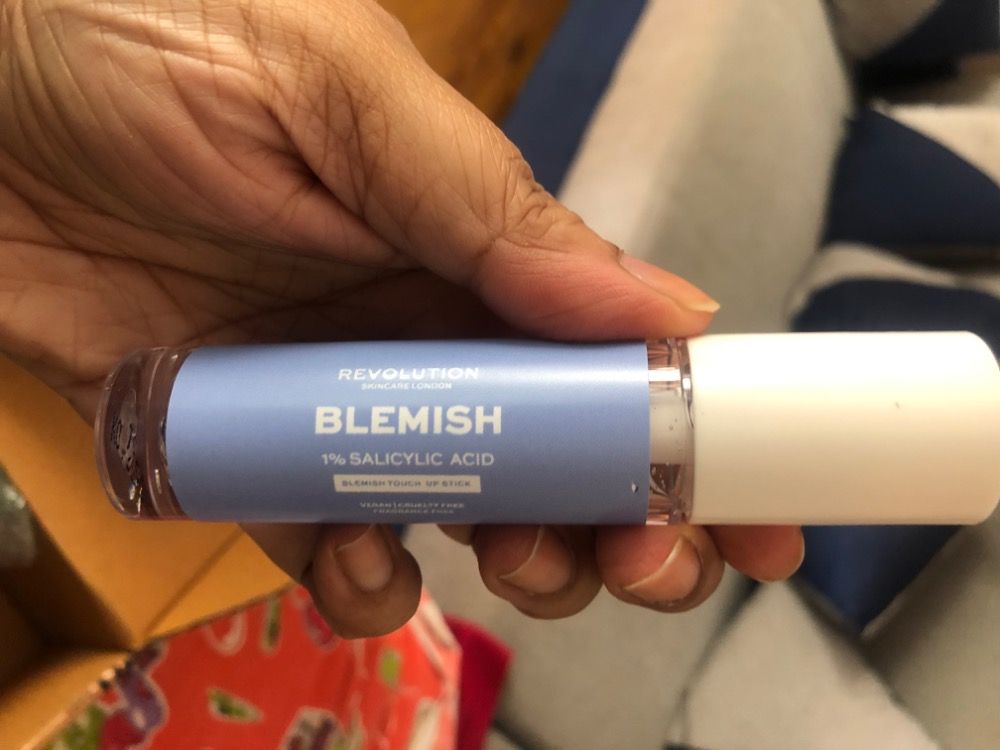 REVOLUTION
SKINCARE LONDON
BLEMISH
1% SALICYLIC ACID
BLEMISH TOUCH UP STICK
VEGAN | CRUELTY FREE
FRAGRANCE FREE